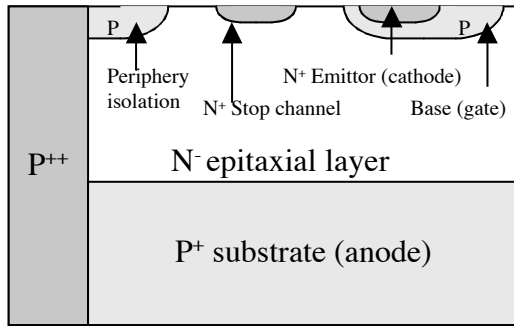 P
P
Periphery
isolation
N⁺ Stop channel
N⁺ Emittor (cathode)
Base (gate)
P⁺⁺
N⁻ epitaxial layer
P⁺ substrate (anode)